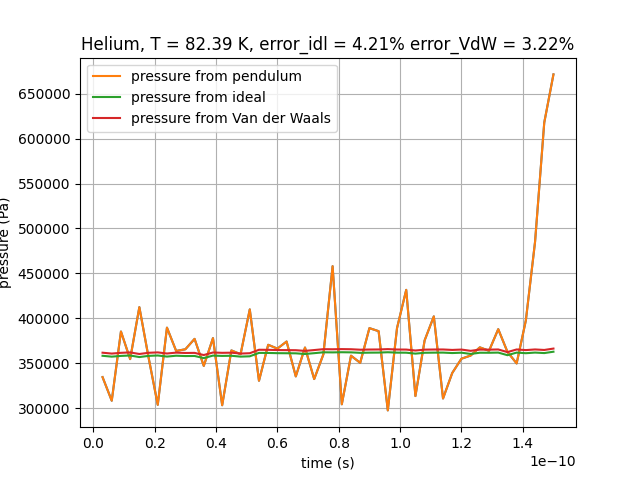 Helium, T = 82.39 K, error_idl = 4.21% error_VdW = 3.22%
pressure from pendulum
pressure from ideal
pressure from Van der Waals
650000
600000
550000
500000
450000
400000
350000
300000
pressure (Pa)
0.0 0.2 0.4 0.6 0.8 1.0 1.2 1.4
1e−10
time (s)